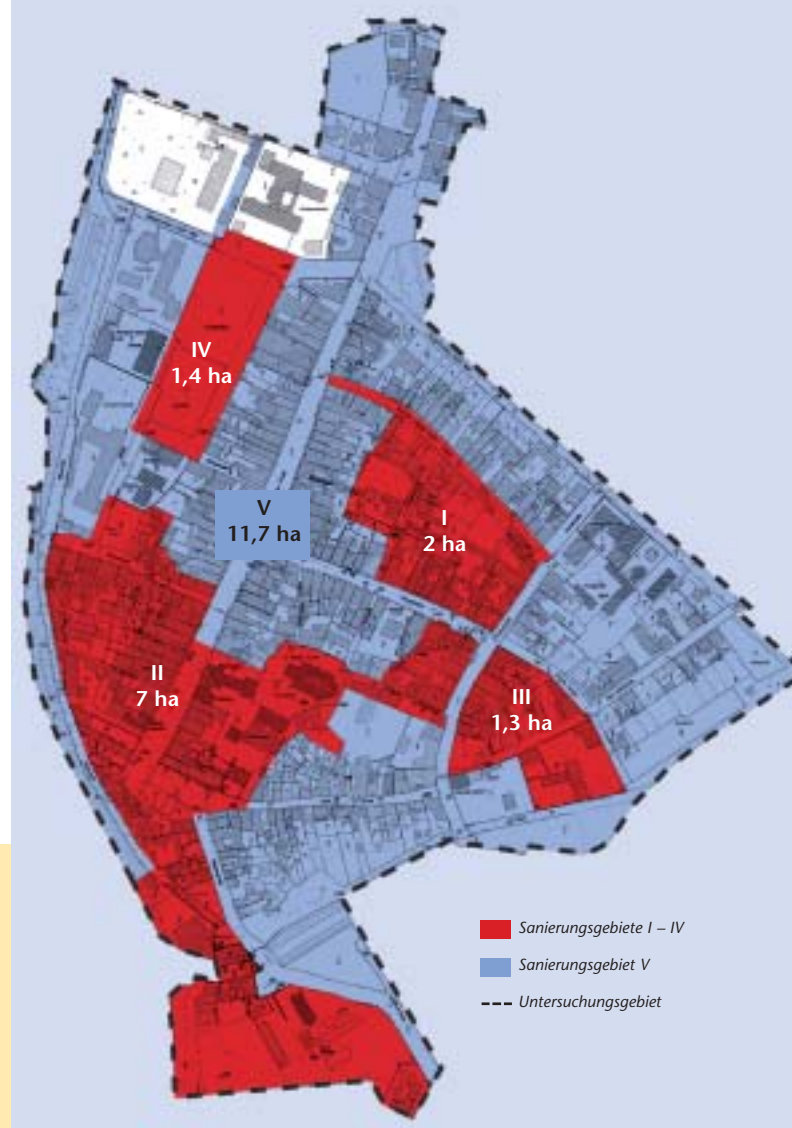 IV
1,4 ha
V
11,7 ha
I
2 ha
II
7 ha
III
1,3 ha
Sanierungsgebiete I – IV
Sanierungsgebiet V
Untersuchungsgebiet